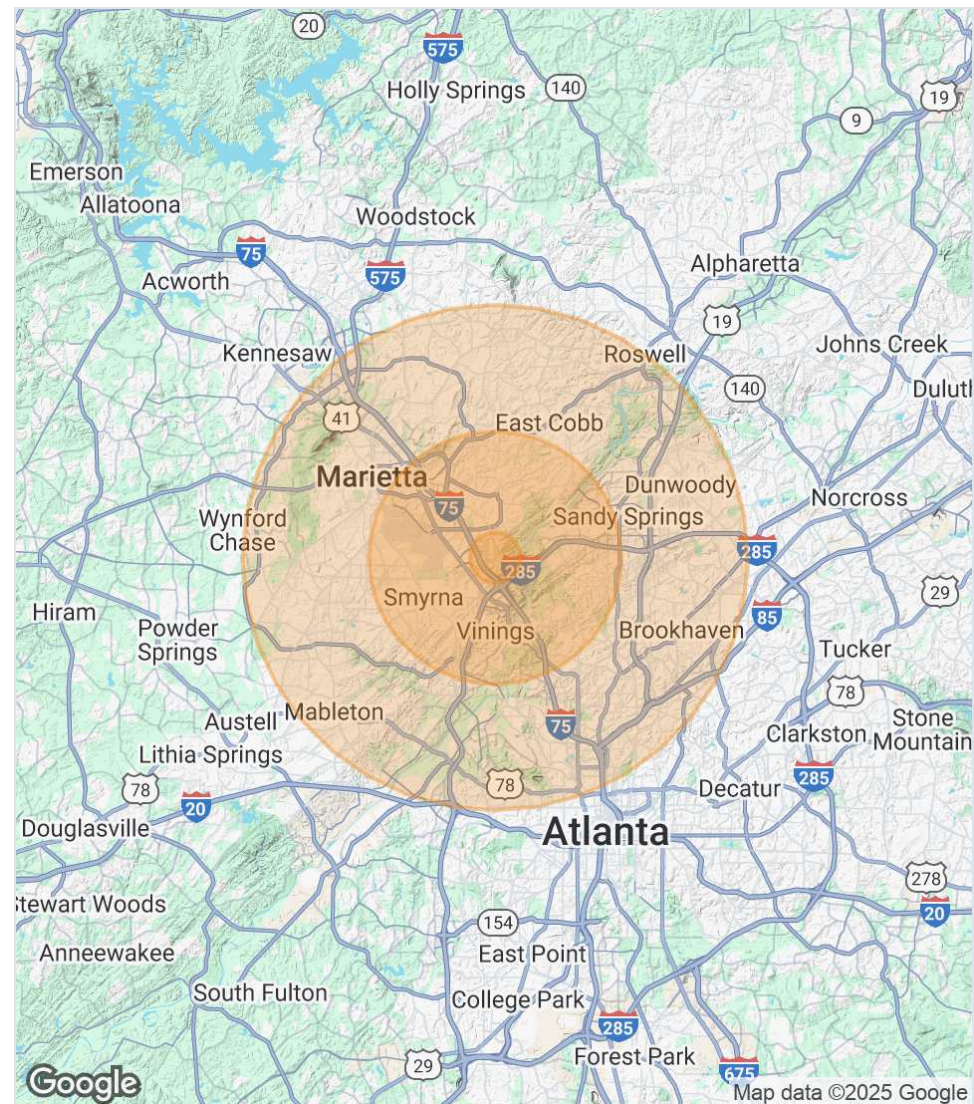 20
575
Holly Springs
140
19
9
Emerson
Allatoona
Woodstock
75
575
Alpharetta
Acworth
19
Kennesaw
Roswell
Johns Creek
140
Duluth
41
East Cobb
Marietta
Dunwoody
75
Norcross
Wynford
Chase
Sandy Springs
285
285
Smyrna
29
Hiram
85
Powder
Springs
Vinings
Brookhaven
Tucker
78
Austell
Mableton
75
Stone
Mountain
Clarkston
Lithia Springs
285
78
78
Decatur
20
Douglasville
Atlanta
278
Stewart Woods
20
154
Anneewakee
East Point
South Fulton
College Park
285
29
Forest Park
675
Google
Map data ©2025 Google